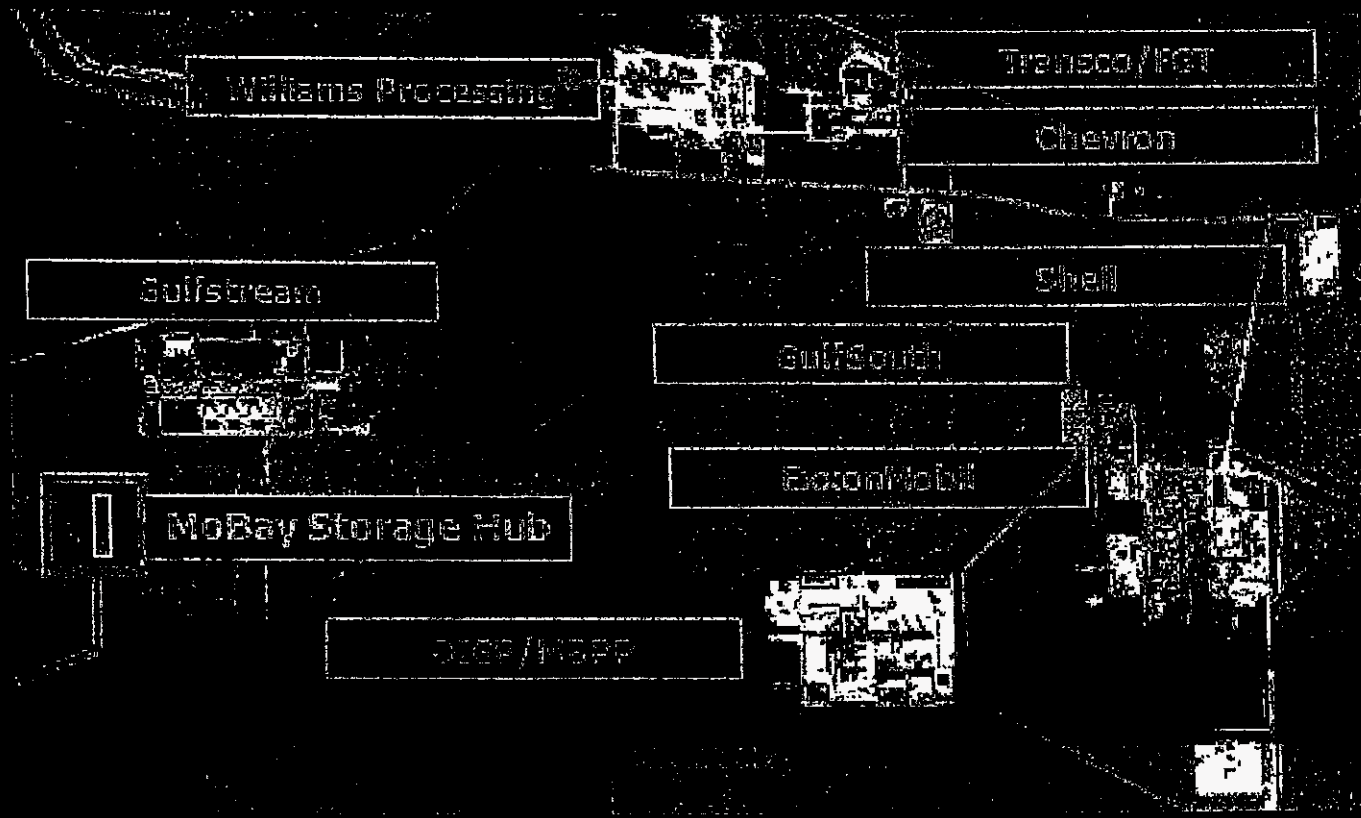 Williams Processing
Transco/FGT
Chevron
Gulfstream
Shell
GulfSouth
ExxonMobil
MoBay Storage Hub